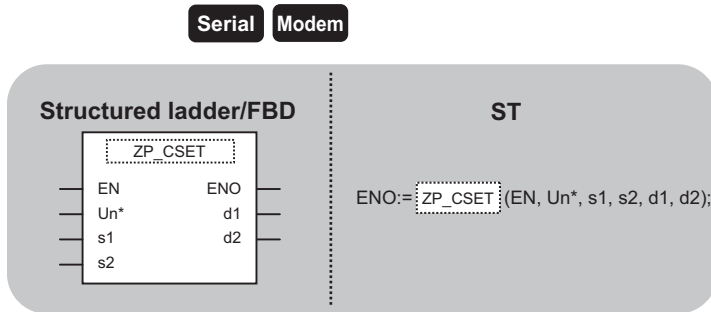 Serial Modem
Structured ladder/FBD
ZP_CSET
EN ENO
Un* d1
s1 d2
s2
ST
ENO:= ZP_CSET (EN, Un*, s1, s2, d1, d2);